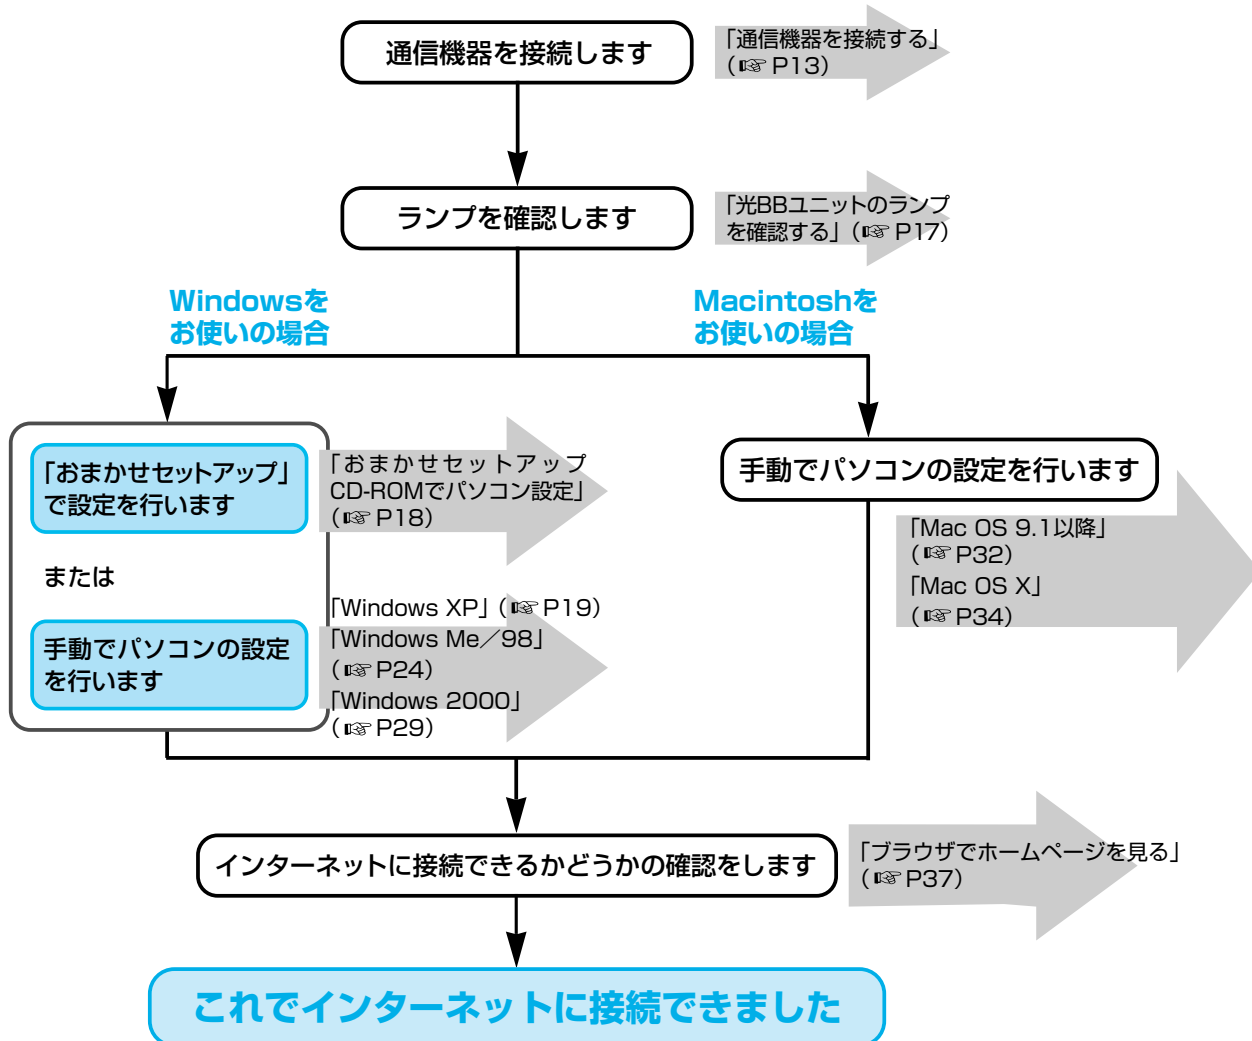 通信機器を接続します
「通信機器を接続する」
（☞ P13）
ランプを確認します
「光BBユニットのランプ
を確認する」（☞ P17）
Windowsを
お使いの場合
Macintoshを
お使いの場合
「おまかせセットアップ」
で設定を行います
「おまかせセットアップ
CD-ROMでパソコン設定」
（☞ P18）
または
手動でパソコンの設定
を行います
「Windows XP」（☞ P19）
「Windows Me／98」
（☞ P24）
「Windows 2000」
（☞ P29）
手動でパソコンの設定を行います
「Mac OS 9.1以降」
（☞ P32）
「Mac OS X」
（☞ P34）
インターネットに接続できるかどうかの確認をします
「ブラウザでホームページを見る」
（☞ P37）
これでインターネットに接続できました